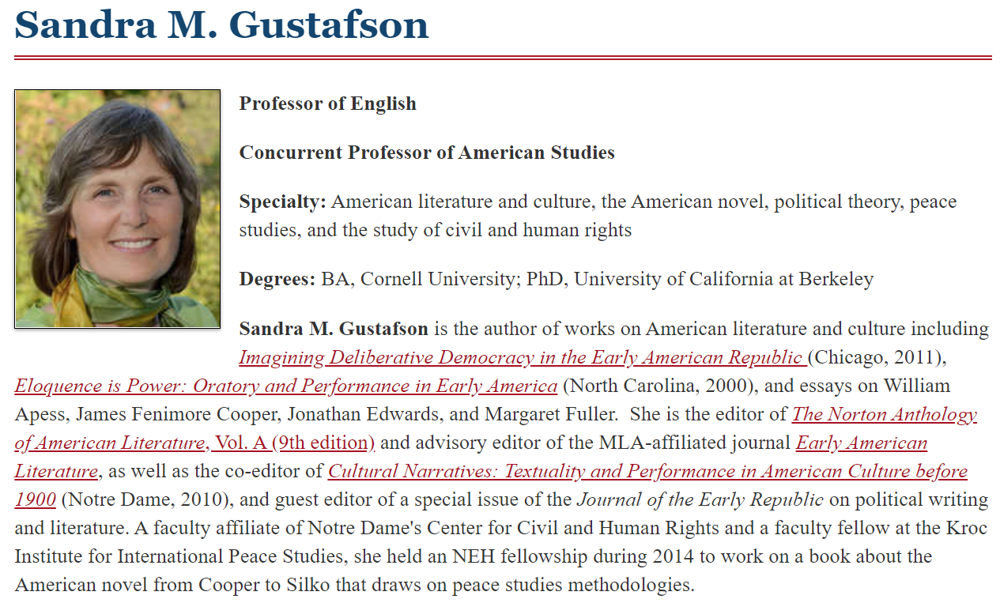 Sandra M. Gustafson
Professor of English
Concurrent Professor of American Studies
Specialty: American literature and culture, the American novel, political theory, peace
studies, and the study of civil and human rights
Degrees: BA, Cornell University; PhD, University of California at Berkeley
Sandra M. Gustafson is the author of works on American literature and culture including
Imagining Deliberative Democracy in the Early American Republic (Chicago, 2011),
Eloquence is Power: Oratory and Performance in Early America (North Carolina, 2000), and essays on William
Apess, James Fenimore Cooper, Jonathan Edwards, and Margaret Fuller.  She is the editor of The Norton Anthology
of American Literature, Vol. A (9th edition) and advisory editor of the MLA-affiliated journal Early American
Literature, as well as the co-editor of Cultural Narratives: Textuality and Performance in American Culture before
1900 (Notre Dame, 2010), and guest editor of a special issue of the Journal of the Early Republic on political writing
and literature. A faculty affiliate of Notre Dame's Center for Civil and Human Rights and a faculty fellow at the Kroc
Institute for International Peace Studies, she held an NEH fellowship during 2014 to work on a book about the
American novel from Cooper to Silko that draws on peace studies methodologies.